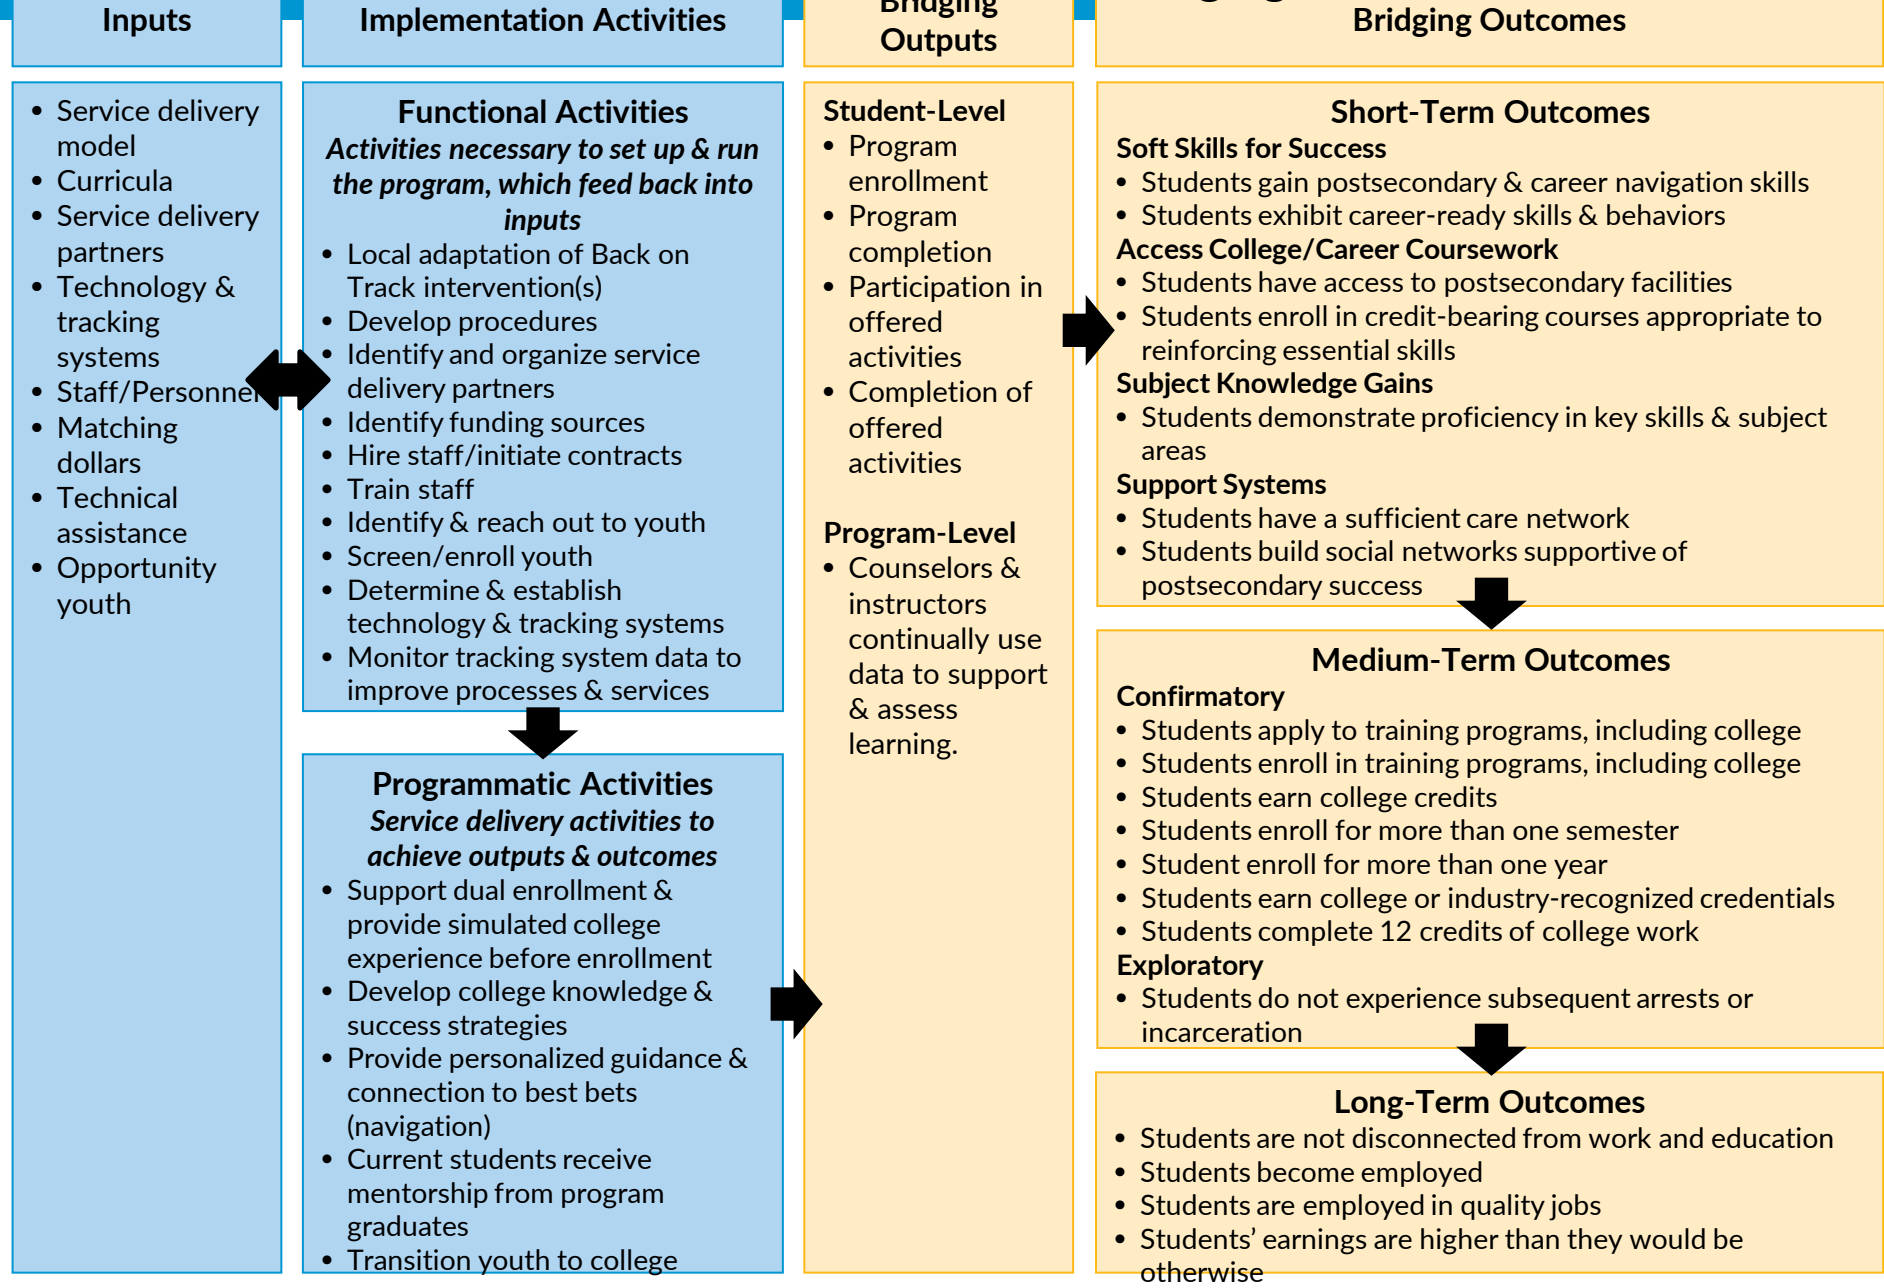 Inputs
Implementation Activities
Bridging
Outputs
Bridging Outcomes
• Service delivery
model
• Curricula
• Service delivery
partners
• Technology &
tracking
systems
• Staff/Personnel
• Matching
dollars
• Technical
assistance
• Opportunity
youth
Functional Activities
Activities necessary to set up & run
the program, which feed back into
inputs
• Local adaptation of Back on
Track intervention(s)
• Develop procedures
• Identify and organize service
delivery partners
• Identify funding sources
• Hire staff/initiate contracts
• Train staff
• Identify & reach out to youth
• Screen/enroll youth
• Determine & establish
technology & tracking systems
• Monitor tracking system data to
improve processes & services
Programmatic Activities
Service delivery activities to
achieve outputs & outcomes
• Support dual enrollment &
provide simulated college
experience before enrollment
• Develop college knowledge &
success strategies
• Provide personalized guidance &
connection to best bets
(navigation)
• Current students receive
mentorship from program
graduates
• Transition youth to college
Student-Level
• Program
enrollment
• Program
completion
• Participation in
offered
activities
• Completion of
offered
activities
Program-Level
• Counselors &
instructors
continually use
data to support
& assess
learning.
Short-Term Outcomes
Soft Skills for Success
• Students gain postsecondary & career navigation skills
• Students exhibit career-ready skills & behaviors
Access College/Career Coursework
• Students have access to postsecondary facilities
• Students enroll in credit-bearing courses appropriate to
reinforcing essential skills
Subject Knowledge Gains
• Students demonstrate proficiency in key skills & subject
areas
Support Systems
• Students have a sufficient care network
• Students build social networks supportive of
postsecondary success
Medium-Term Outcomes
Confirmatory
• Students apply to training programs, including college
• Students enroll in training programs, including college
• Students earn college credits
• Students enroll for more than one semester
• Student enroll for more than one year
• Students earn college or industry-recognized credentials
• Students complete 12 credits of college work
Exploratory
• Students do not experience subsequent arrests or
incarceration
Long-Term Outcomes
• Students are not disconnected from work and education
• Students become employed
• Students are employed in quality jobs
• Students’ earnings are higher than they would be
otherwise